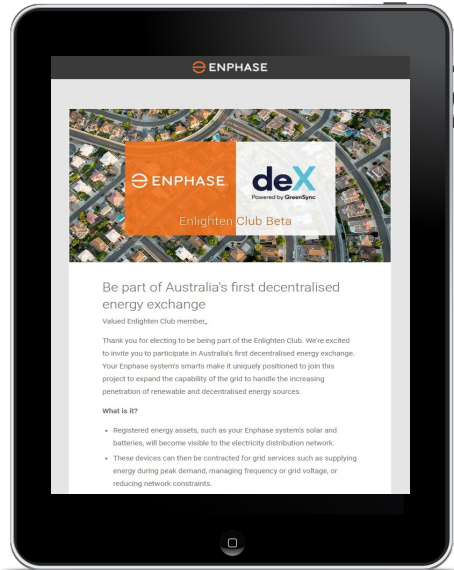 ENPHASE
ENPHASE
deX
Powered by GreenSync
Enlighten Club Beta
Be part of Australia's first decentralised
energy exchange
Valued Enlighten Club member,,
Thank you for electing to be being part of the Enlighten Club. We're excited
to invite you to participate in Australia's first decentralised energy exchange.
Your Enphase system's smarts make it uniquely positioned to join this
project to expand the capability of the grid to handle the increasing
penetration of renewable and decentralised energy sources.
What is it?
• Registered energy assets, such as your Enphase system's solar and
batteries, will become visible to the electricity distribution network.
• These devices can then be contracted for grid services such as supplying
energy during peak demand, managing frequency or grid voltage, or
reducing network constraints.